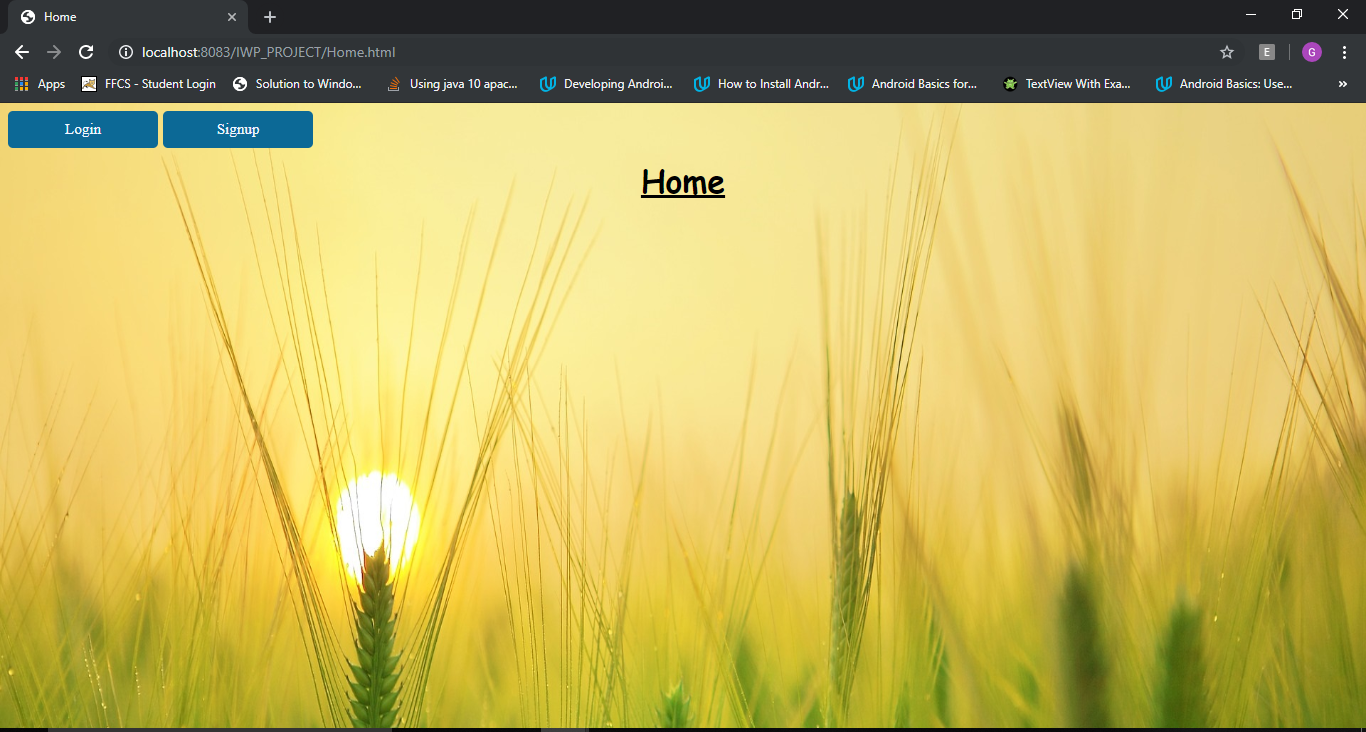 Home
localhost:8083/IWP_PROJECT/Home.html
E
G
Apps FFCS - Student Login Solution to Windo... Using java 10 apac... Developing Androi... How to Install Andr... Android Basics for... TextView With Exa... Android Basics: Use... »
Login Signup
Home